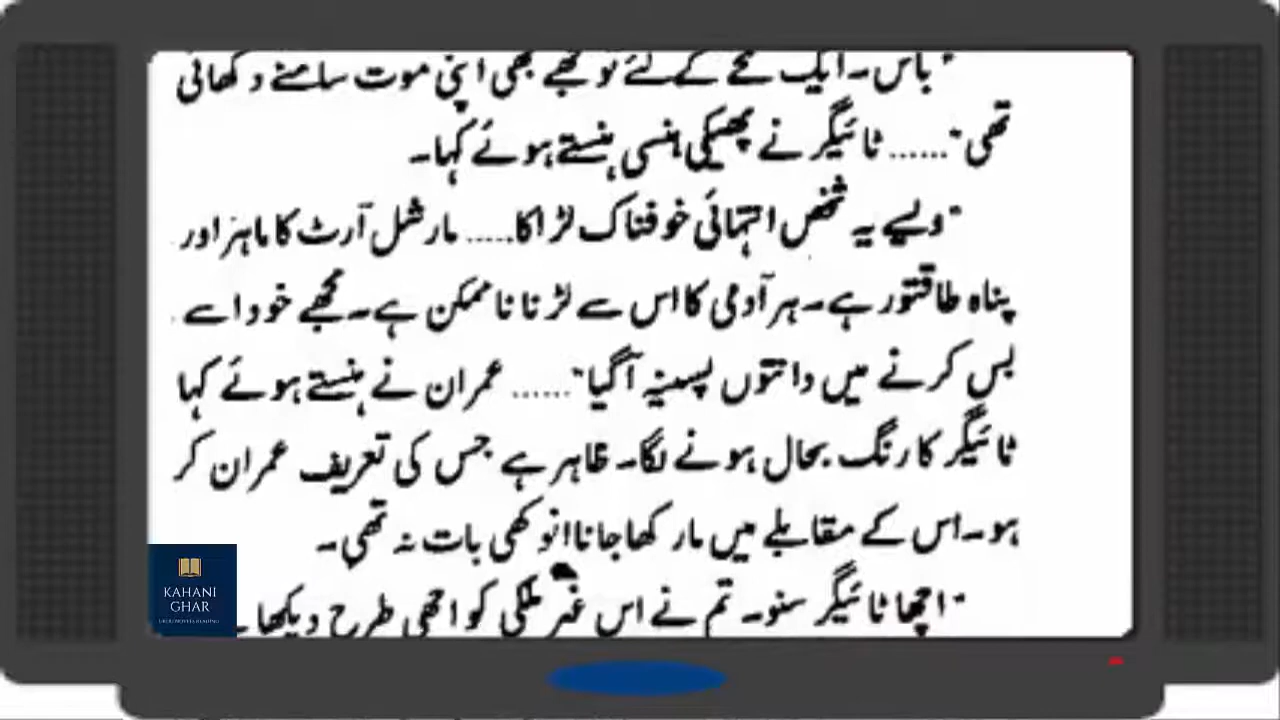 "باس۔ ایک لمحے کے لئے تو مجھے بھی اپنی موت سامنے دکھائی
تھی"...... ٹائیگر نے پھیکی ہنسی ہنستے ہوئے کہا۔
"ویسے یہ شخص انتہائی خوفناک لڑاکا..... مارشل آرٹ کا ماہر اور
پناہ طاقتور ہے۔ ہر آدمی کا اس سے لڑنا ناممکن ہے۔ مجھے خود اسے
بس کرنے میں دانتوں پسینہ آگیا"...... عمران نے ہنستے ہوئے کہا
ٹائیگر کا رنگ بحال ہونے لگا۔ ظاہر ہے جس کی تعریف عمران کر
ہو۔ اس کے مقابلے میں مار کھا جانا انوکھی بات نہ تھی۔
"اچھا ٹائیگر سنو۔ تم نے اس غیر ملکی کو اچھی طرح دیکھا
KAHANI
GHAR